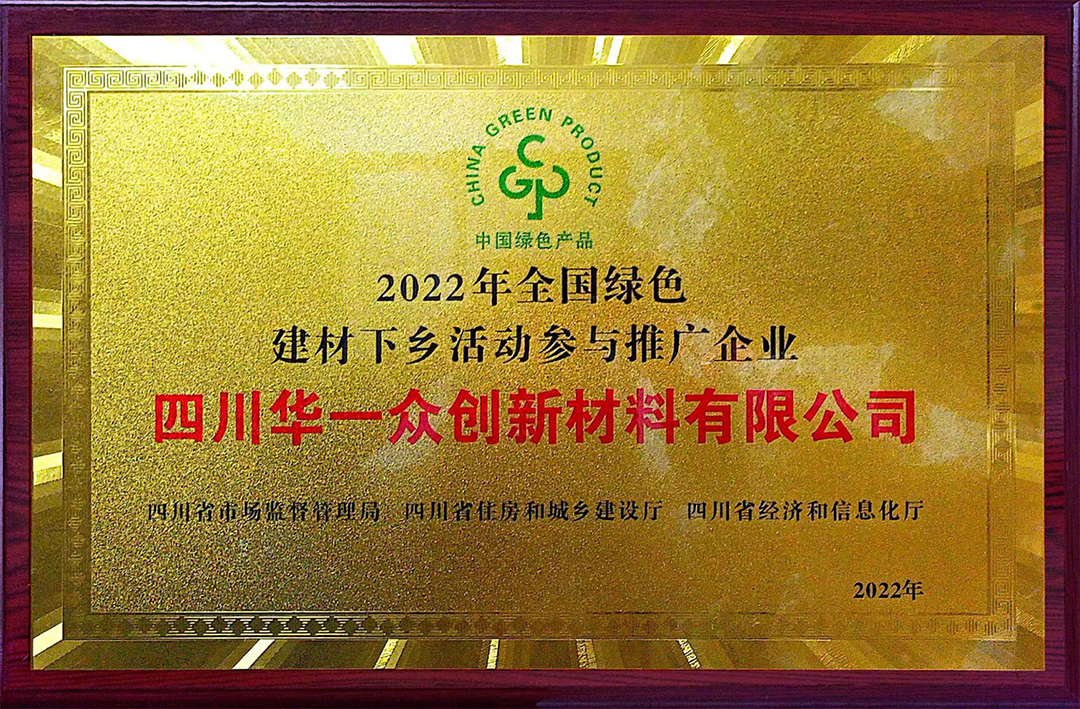 CHINA GREEN PRODUCT
CGP
中国绿色产品
2022年全国绿色
建材下乡活动参与推广企业
四川华一众创新材料有限公司
四川省市场监督管理局 四川省住房和城乡建设厅 四川省经济和信息化厅
2022年